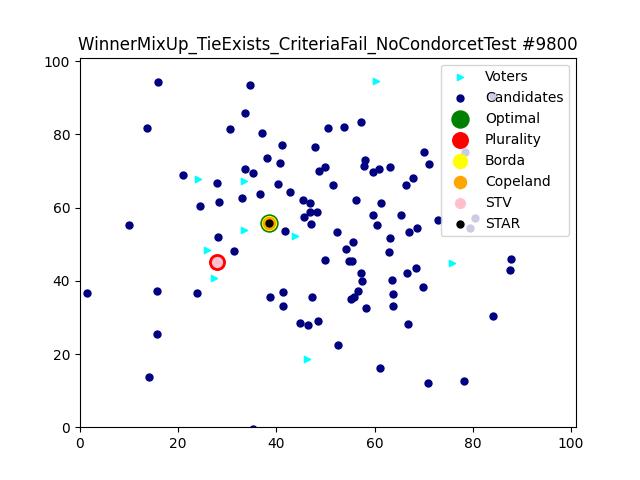 WinnerMixUp_TieExists_CriteriaFail_NoCondorcetTest #9800
100
80
60
40
20
0
0 20 40 60 80 100
Voters
Candidates
Optimal
Plurality
Borda
Copeland
STV
STAR